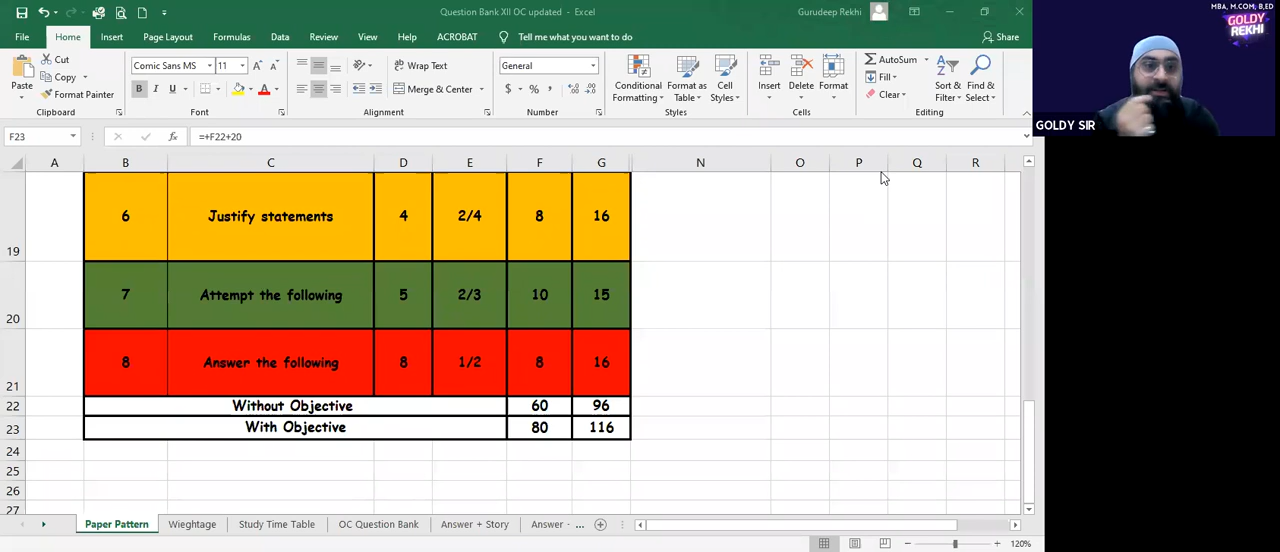 Question Bank XII OC updated - Excel
Gurudeep Rekhi
MBA, M.COM, B,ED
GOLDY
REKHI
GOLDY SIR
File Home Insert Page Layout Formulas Data Review View Help ACROBAT Tell me what you want to do Share
Paste
Cut
Copy
Format Painter
Clipboard
Comic Sans MS 11 A A
B I U A
Font
Wrap Text
Merge & Center
Alignment
General
$ % ,
Number
Conditional Formatting
Format as Table
Cell Styles
Styles
Insert Delete Format
Cells
AutoSum
Fill
Clear
Sort & Filter
Find & Select
Editing
F23 fx =+F22+20
A B C D E F G N O P Q R
19 6 Justify statements 4 2/4 8 16
20 7 Attempt the following 5 2/3 10 15
21 8 Answer the following 8 1/2 8 16
22 Without Objective 60 96
23 With Objective 80 116
24
25
26
27
Paper Pattern Wieghtage Study Time Table OC Question Bank Answer + Story Answer - ...
120%